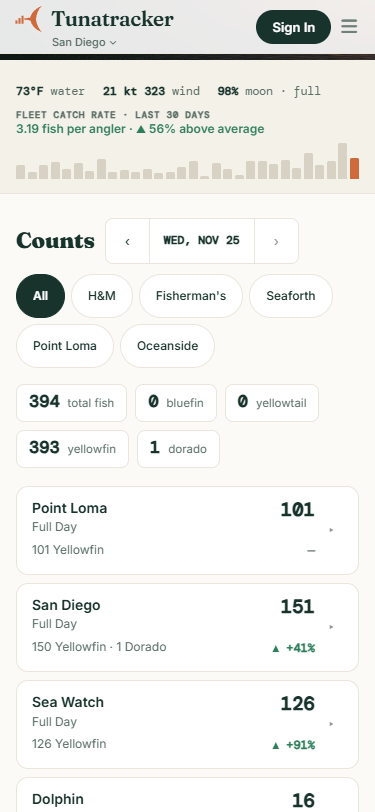 Tunatracker
San Diego
Sign In
73°F water 21 kt 323 wind 98% moon · full
FLEET CATCH RATE · LAST 30 DAYS
3.19 fish per angler · ▲ 56% above average
Counts
‹ WED, NOV 25 ›
All H&M Fisherman's Seaforth
Point Loma Oceanside
394 total fish 0 bluefin 0 yellowtail
393 yellowfin 1 dorado
Point Loma 101
Full Day
101 Yellowfin —
San Diego 151
Full Day
150 Yellowfin · 1 Dorado ▲ +41%
Sea Watch 126
Full Day
126 Yellowfin ▲ +91%
Dolphin 16